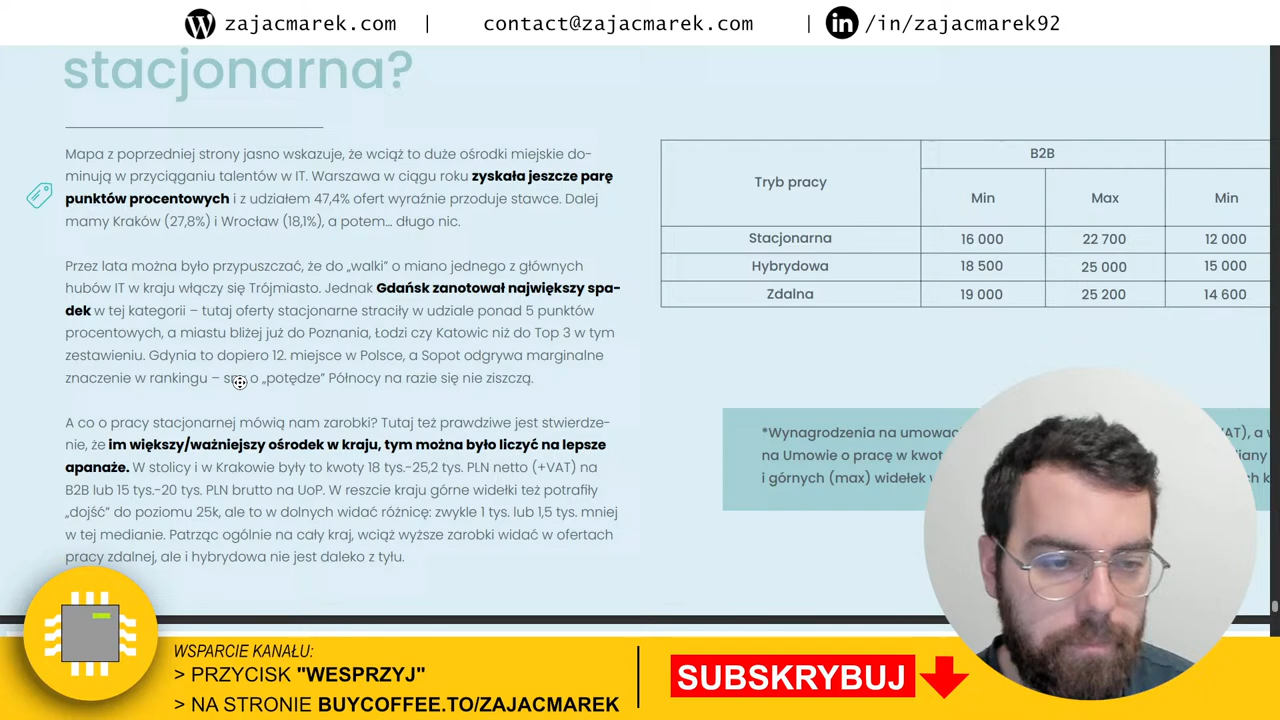 zajacmarek.com | contact@zajacmarek.com | in /in/zajacmarek92
stacjonarna?
Mapa z poprzedniej strony jasno wskazuje, że wciąż to duże ośrodki miejskie do-
minują w przyciąganiu talentów w IT. Warszawa w ciągu roku zyskała jeszcze parę
punktów procentowych i z udziałem 47,4% ofert wyraźnie przoduje stawce. Dalej
mamy Kraków (27,8%) i Wrocław (18,1%), a potem… długo nic.
Przez lata można było przypuszczać, że do „walki” o miano jednego z głównych
hubów IT w kraju włączy się Trójmiasto. Jednak Gdańsk zanotował największy spa-
dek w tej kategorii – tutaj oferty stacjonarne straciły w udziale ponad 5 punktów
procentowych, a miastu bliżej już do Poznania, Łodzi czy Katowic niż do Top 3 w tym
zestawieniu. Gdynia to dopiero 12. miejsce w Polsce, a Sopot odgrywa marginalne
znaczenie w rankingu – o „potędze” Północy na razie się nie ziszczą.
A co o pracy stacjonarnej mówią nam zarobki? Tutaj też prawdziwe jest stwierdze-
nie, że im większy/ważniejszy ośrodek w kraju, tym można było liczyć na lepsze
apanaże. W stolicy i w Krakowie były to kwoty 18 tys.-25,2 tys. PLN netto (+VAT) na
B2B lub 15 tys.-20 tys. PLN brutto na UoP. W reszcie kraju górne widełki też potrafiły
„dojść” do poziomu 25k, ale to w dolnych widać różnicę: zwykle 1 tys. lub 1,5 tys. mniej
w tej medianie. Patrząc ogólnie na cały kraj, wciąż wyższe zarobki widać w ofertach
pracy zdalnej, ale i hybrydowa nie jest daleko z tyłu.
Tryb pracy
B2B
Min Max Min
Stacjonarna 16 000 22 700 12 000
Hybrydowa 18 500 25 000 15 000
Zdalna 19 000 25 200 14 600
*Wynagrodzenia na VAT), a
na Umowie o pracę w
i górnych (max) widełek
WSPARCIE KANAŁU:
> PRZYCISK "WESPRZYJ"
> NA STRONIE BUYCOFFEE.TO/ZAJACMAREK
SUBSKRYBUJ